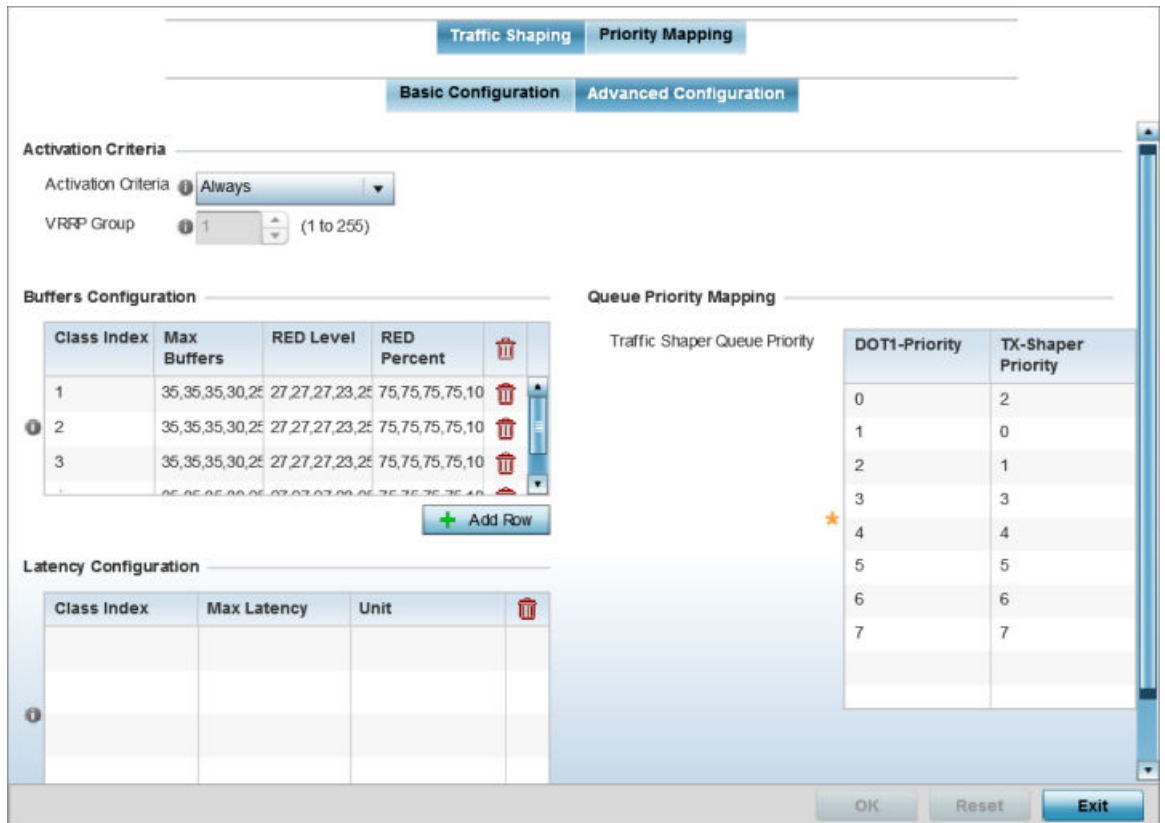 Traffic Shaping Priority Mapping
Basic Configuration Advanced Configuration
Activation Criteria
Activation Criteria Always
VRRP Group 1 (1 to 255)
Buffers Configuration
Class Index Max Buffers RED Level RED Percent
1 35,35,35,30,25 27,27,27,23,25 75,75,75,75,10
2 35,35,35,30,25 27,27,27,23,25 75,75,75,75,10
3 35,35,35,30,25 27,27,27,23,25 75,75,75,75,10
+ Add Row
Latency Configuration
Class Index Max Latency Unit
Queue Priority Mapping
Traffic Shaper Queue Priority
DOT1-Priority TX-Shaper Priority
0 2
1 0
2 1
3 3
4 4
5 5
6 6
7 7
OK Reset Exit